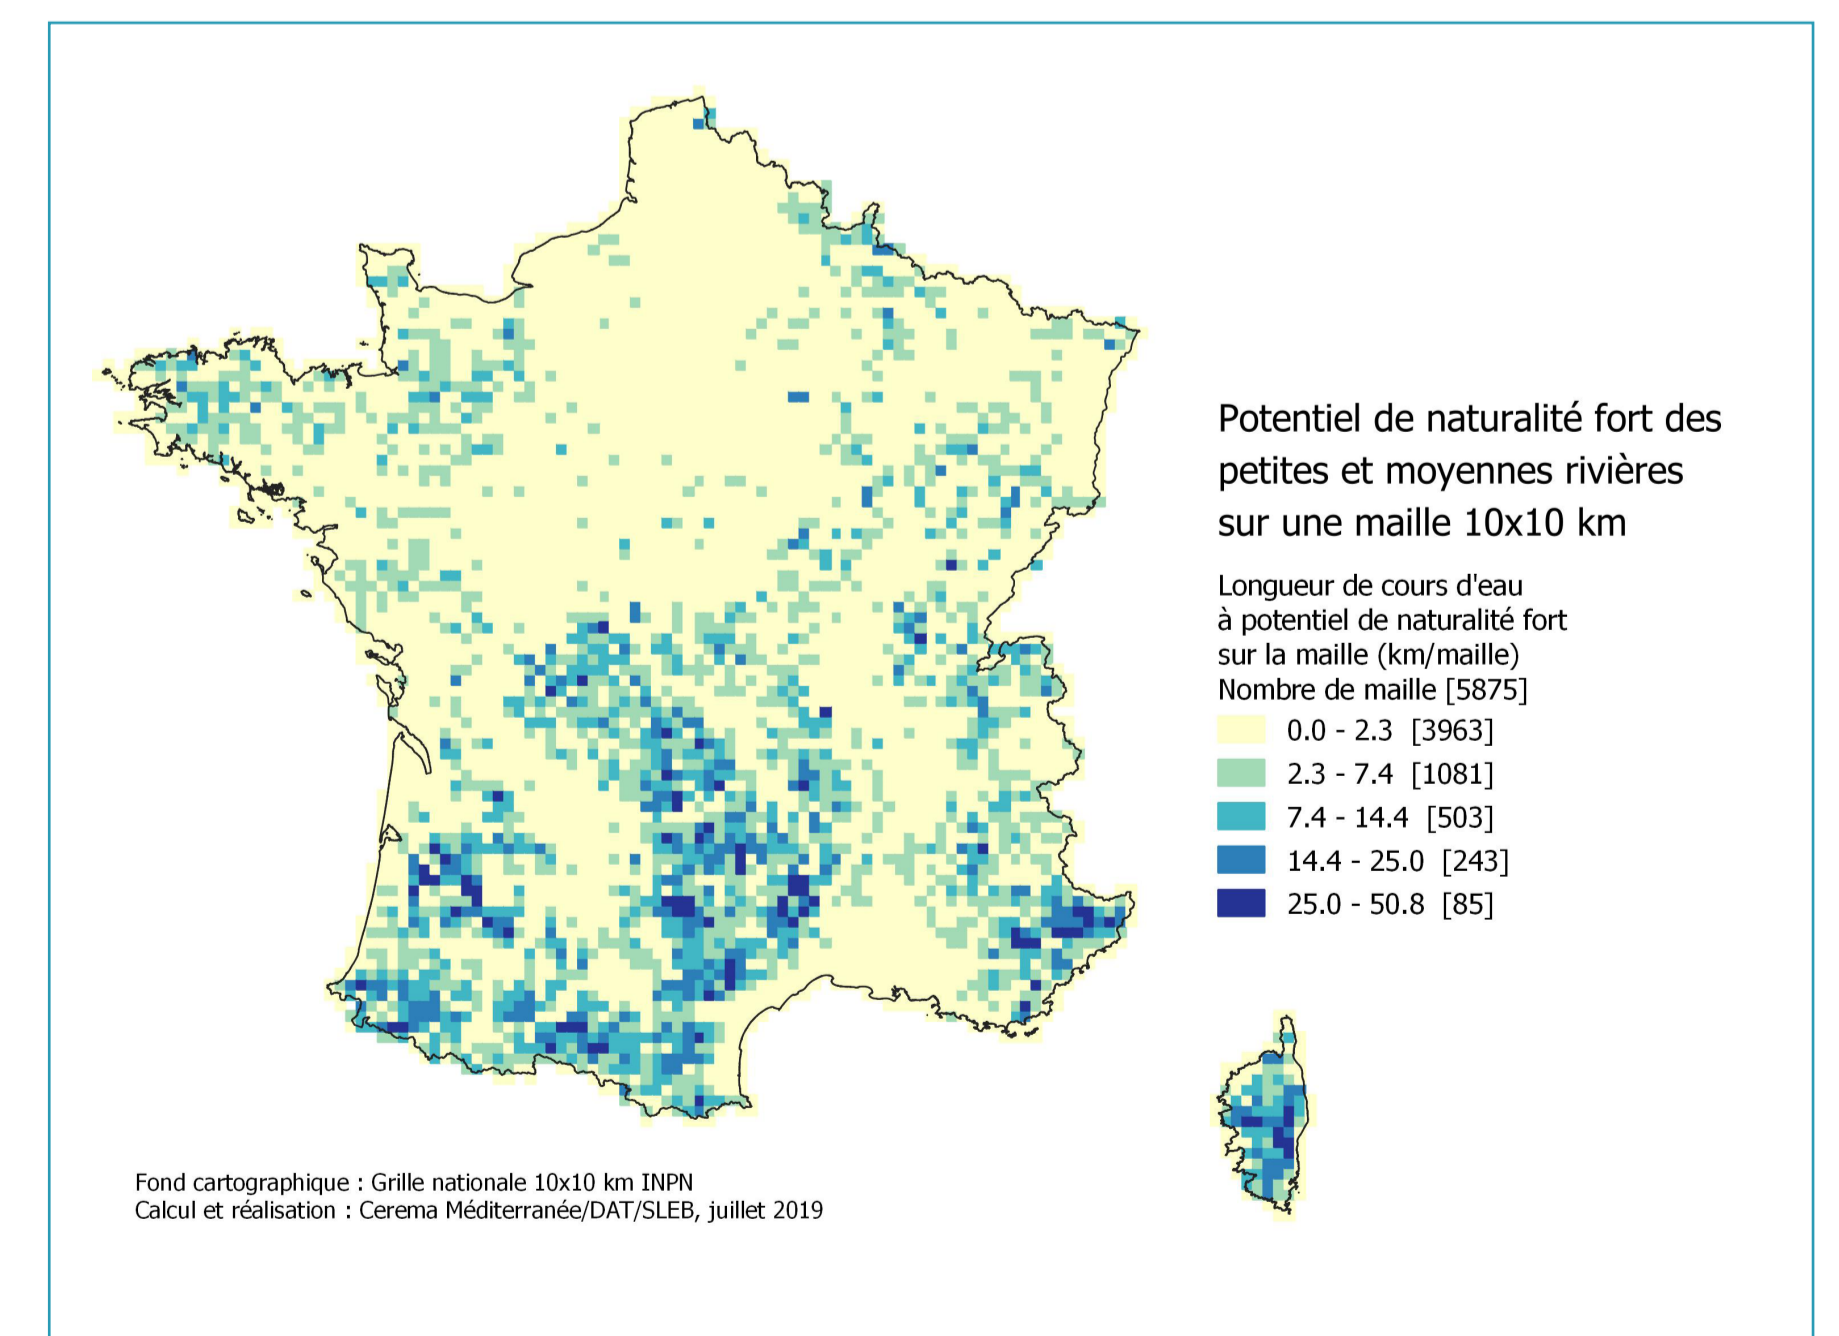 Potentiel de naturalité fort des
petites et moyennes rivières
sur une maille 10x10 km
Longueur de cours d'eau
à potentiel de naturalité fort
sur la maille (km/maille)
Nombre de maille [5875]
0.0 - 2.3 [3963]
2.3 - 7.4 [1081]
7.4 - 14.4 [503]
14.4 - 25.0 [243]
25.0 - 50.8 [85]
Fond cartographique : Grille nationale 10x10 km INPN
Calcul et réalisation : Cerema Méditerranée/DAT/SLEB, juillet 2019